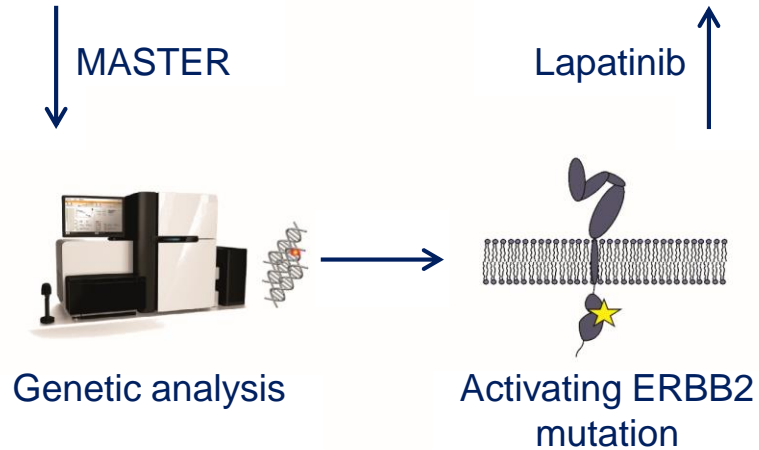 MASTER
Lapatinib
Genetic analysis
Activating ERBB2
mutation